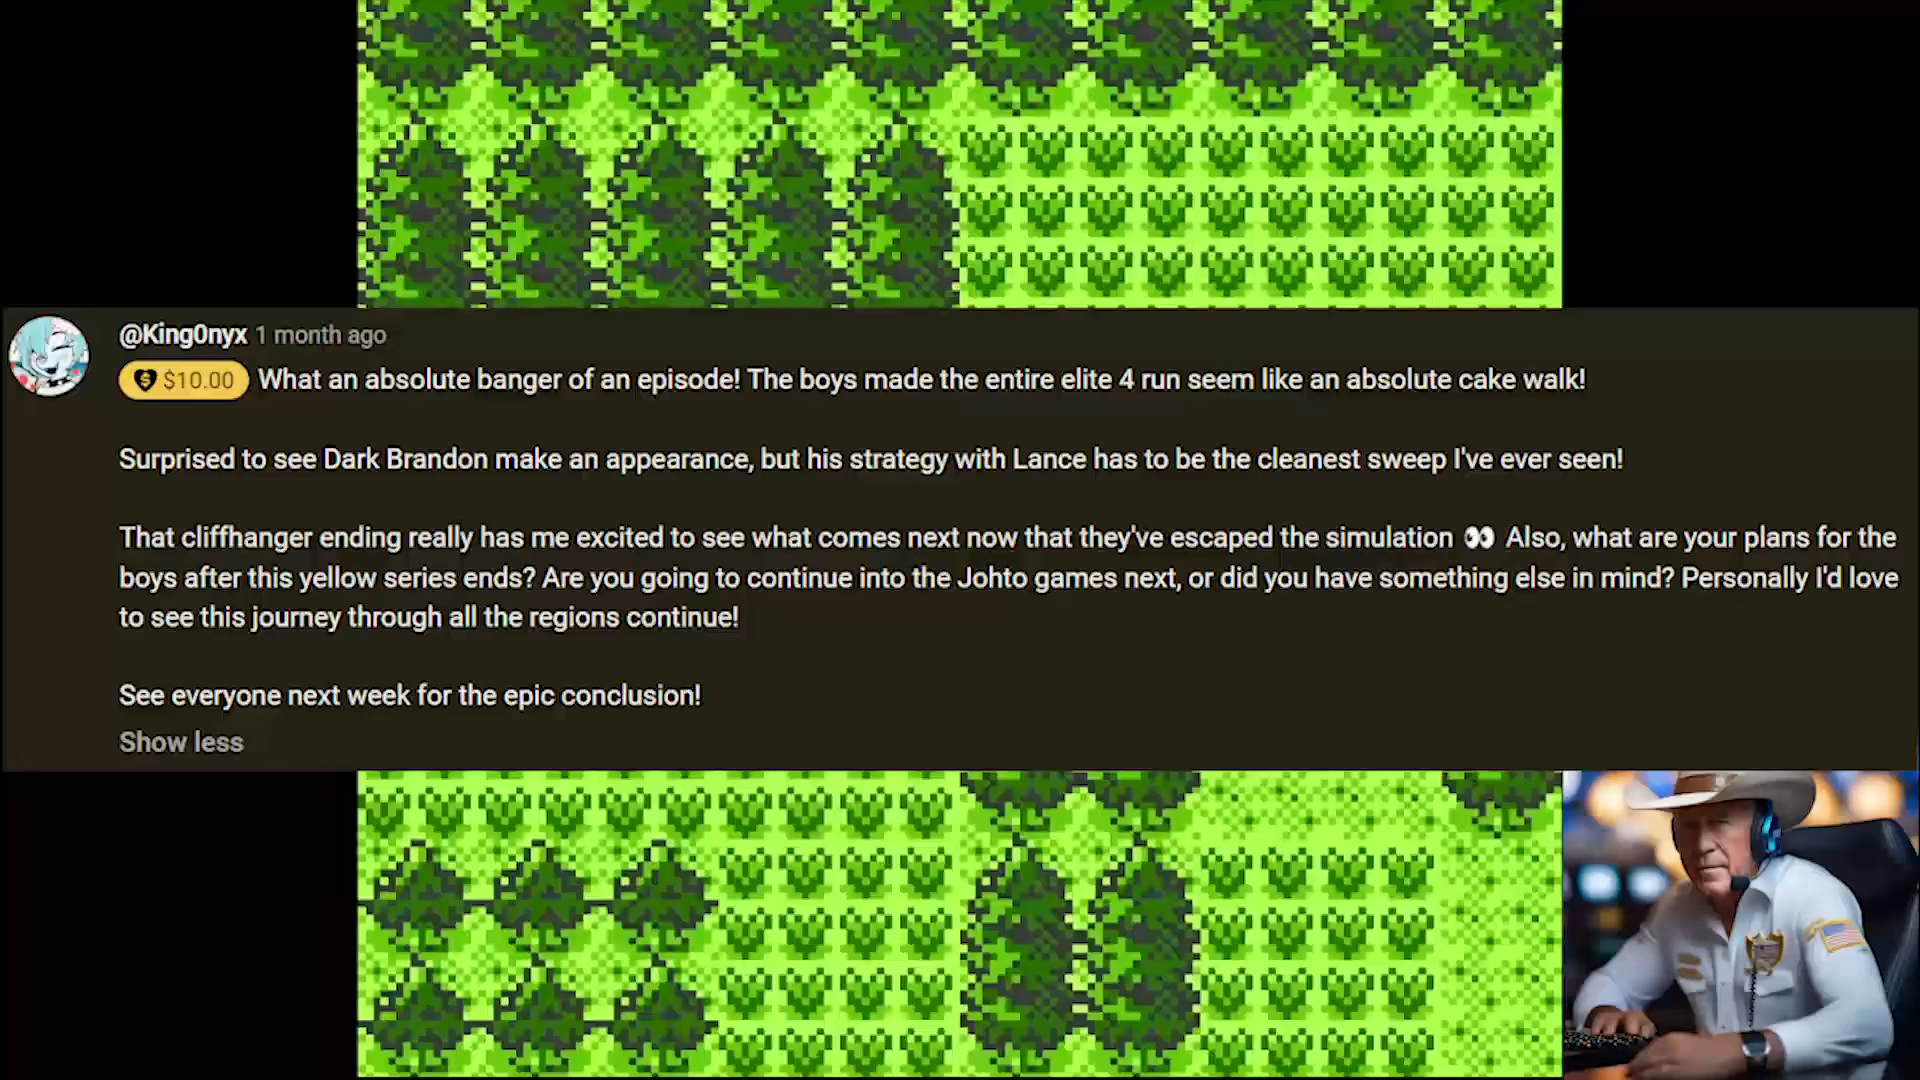 @King0nyx 1 month ago
$10.00 What an absolute banger of an episode! The boys made the entire elite 4 run seem like an absolute cake walk!
Surprised to see Dark Brandon make an appearance, but his strategy with Lance has to be the cleanest sweep I've ever seen!
That cliffhanger ending really has me excited to see what comes next now that they've escaped the simulation 👀 Also, what are your plans for the
boys after this yellow series ends? Are you going to continue into the Johto games next, or did you have something else in mind? Personally I'd love
to see this journey through all the regions continue!
See everyone next week for the epic conclusion!
Show less